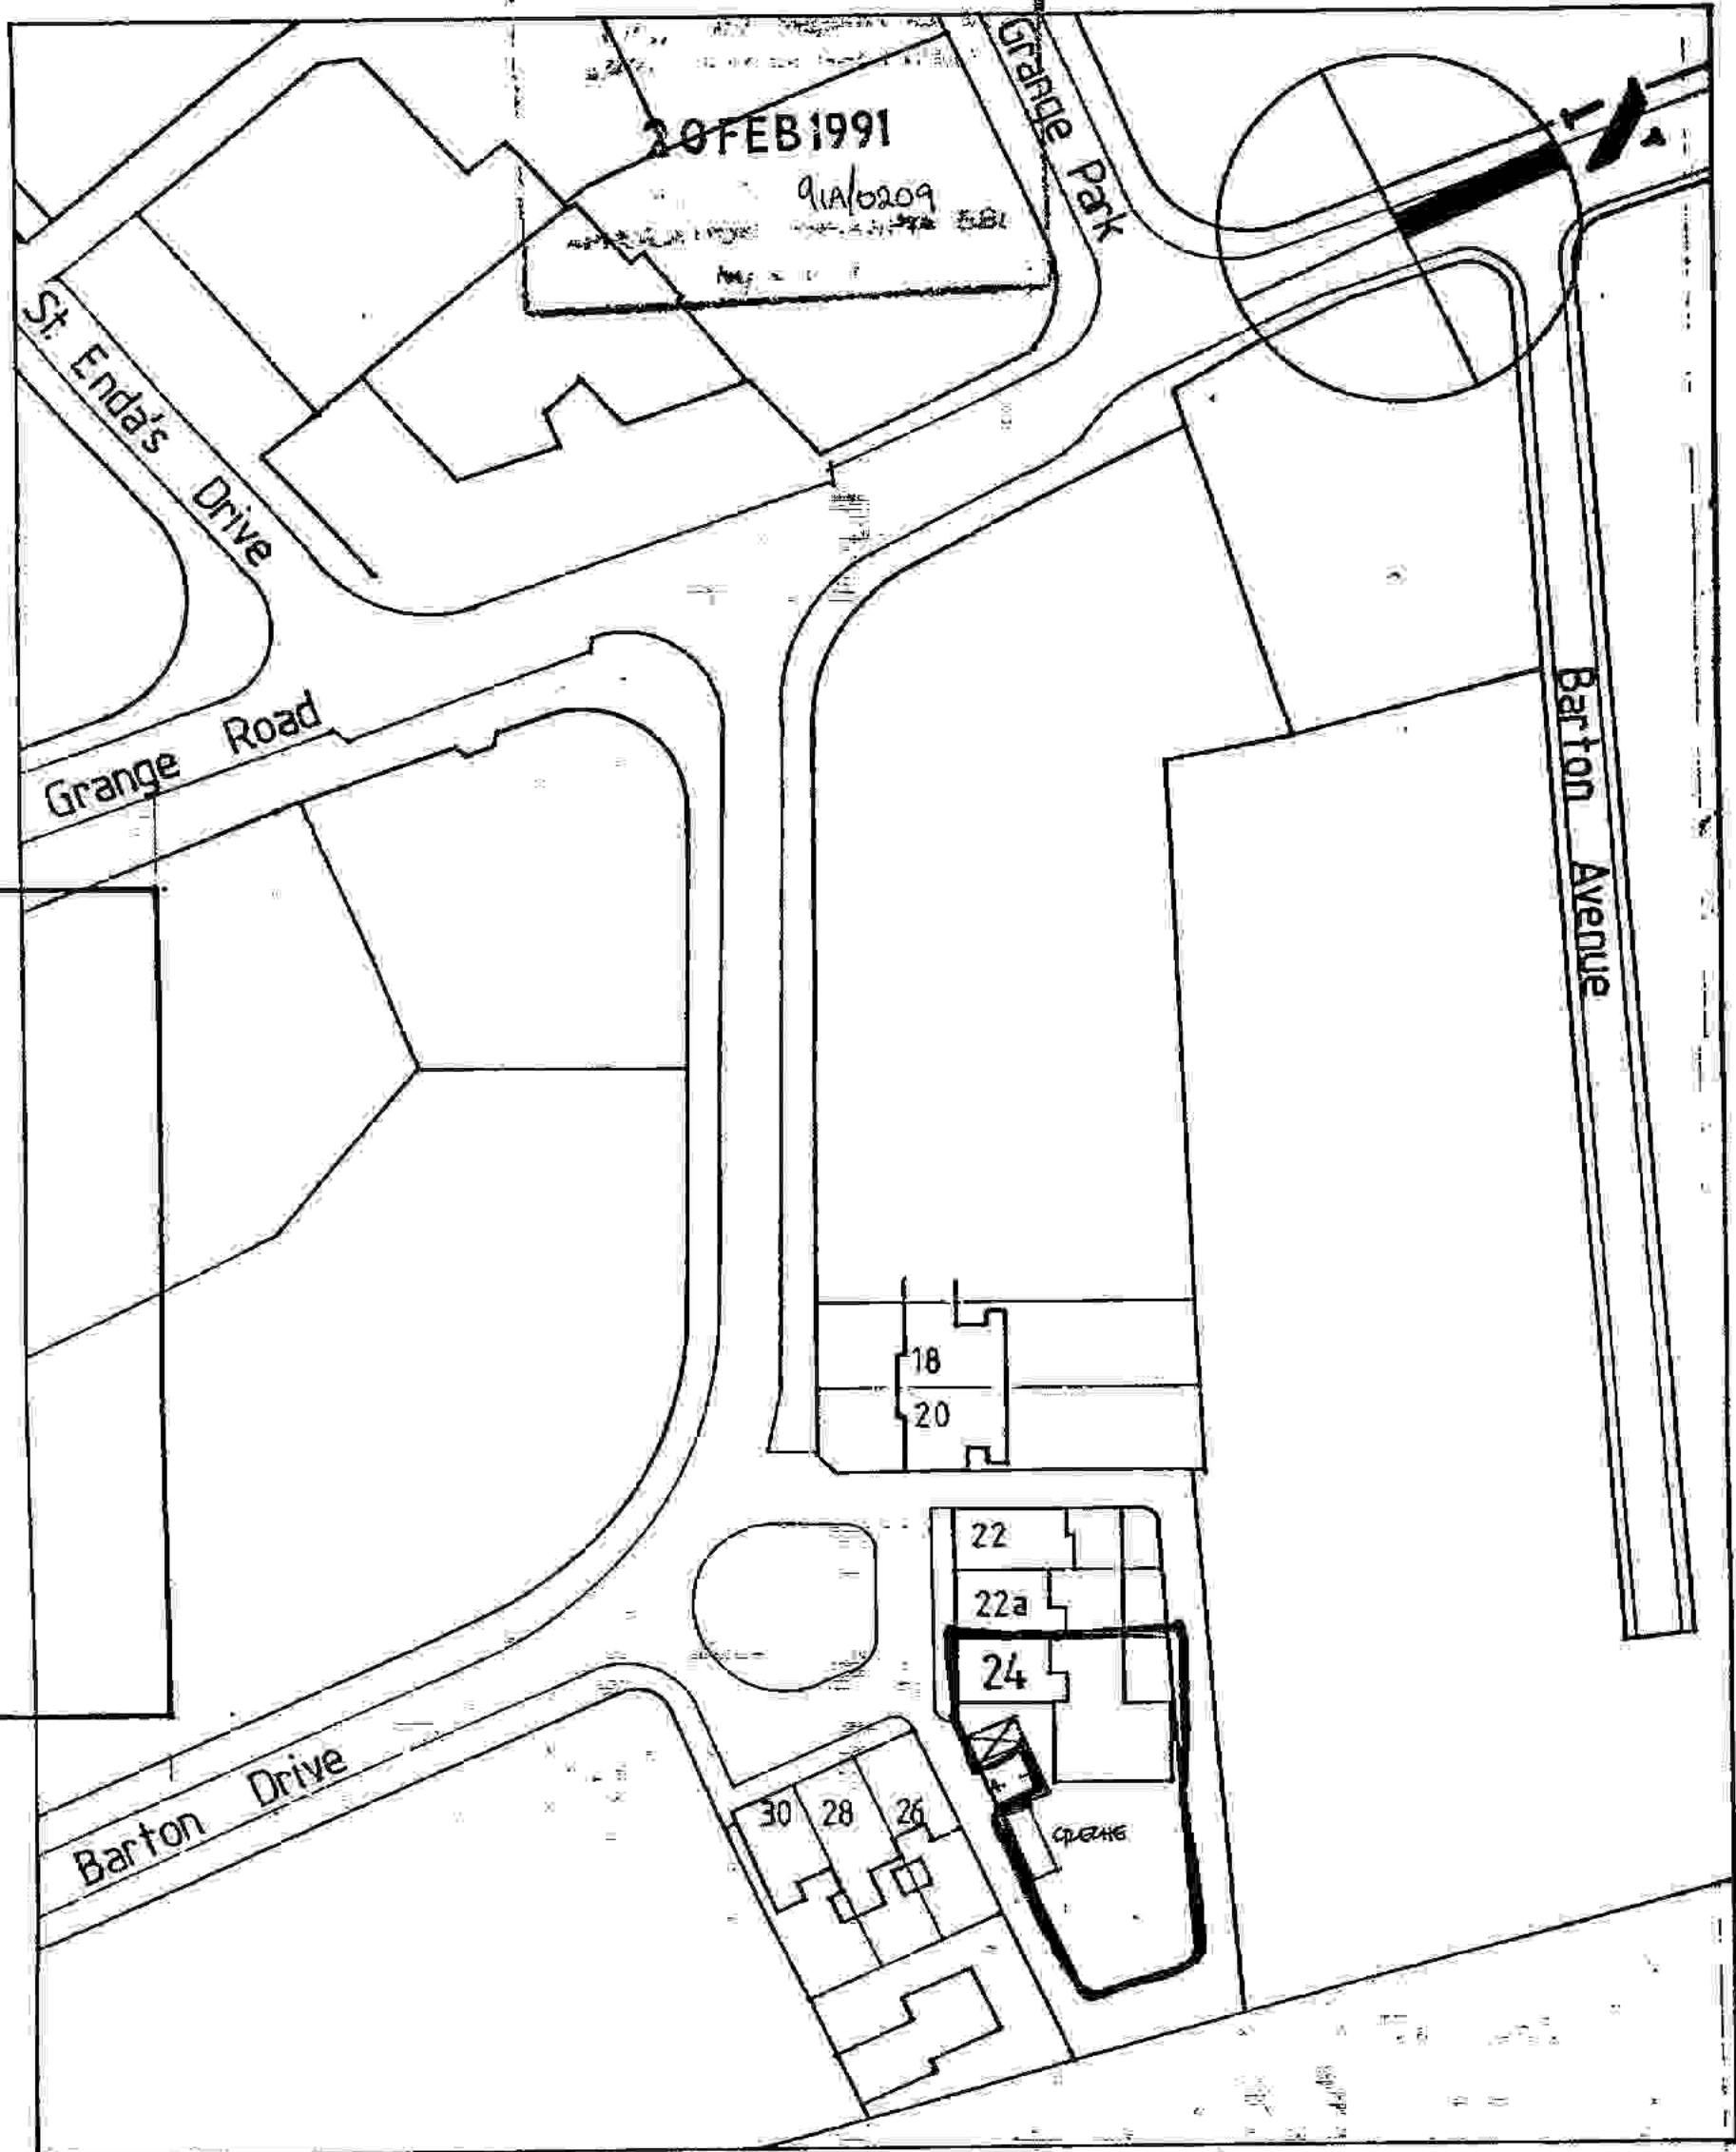 20 FEB 1991
91A/0209
Grange Park
St. Enda's Drive
Grange Road
Barton Avenue
18
20
22
22a
24
CRECHE
30
28
26
Barton Drive